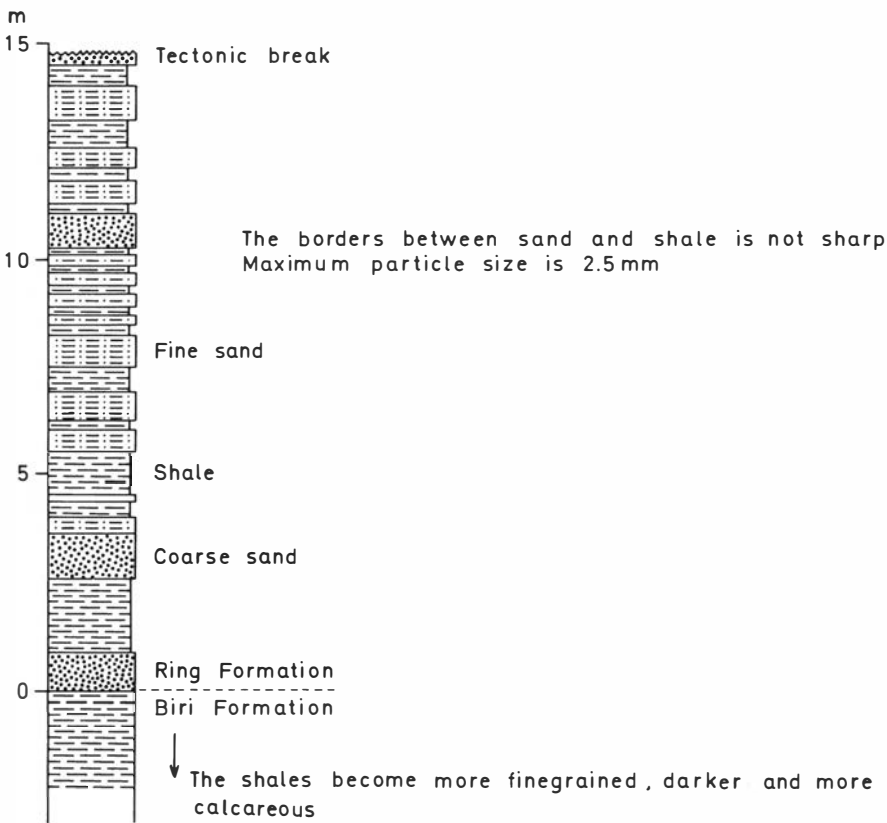 m
15
Tectonic break
The borders between sand and shale is not sharp
10
Maximum particle size is 2.5 mm
Fine sand
5
Shale
Coarse sand
Ring Formation
0
Biri Formation
The shales become more finegrained, darker and more
calcareous